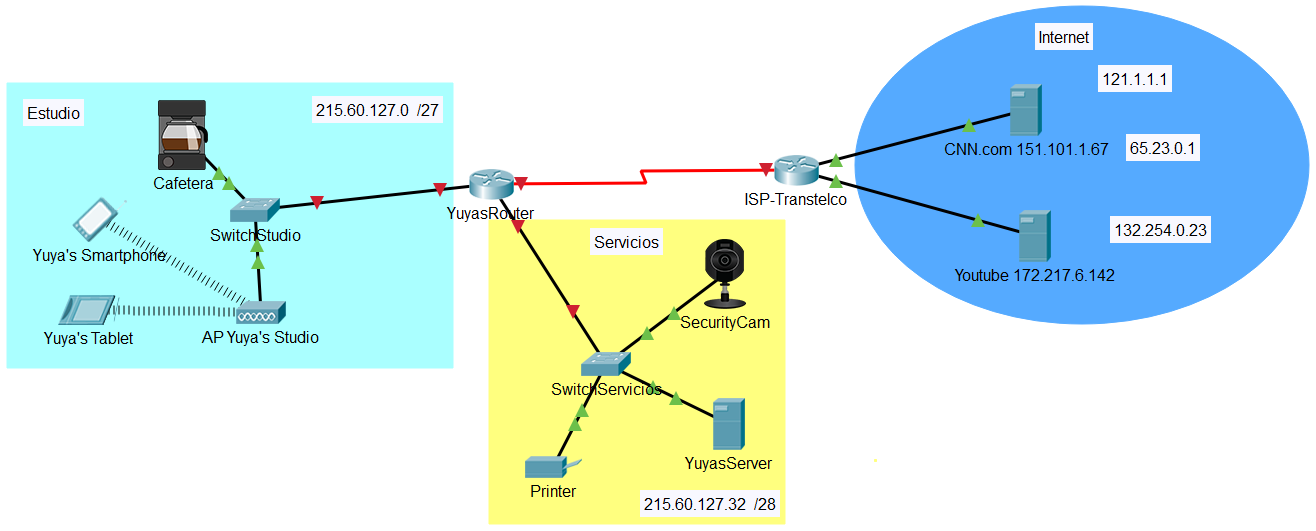 Internet
121.1.1.1
Estudio
215.60.127.0 /27
CNN.com 151.101.1.67
65.23.0.1
Cafetera
ISP-Transtelco
YuyasRouter
SwitchStudio
Servicios
132.254.0.23
Yuya's Smartphone
Youtube 172.217.6.142
SecurityCam
Yuya's Tablet
AP Yuya's Studio
SwitchServicios
YuyasServer
Printer
215.60.127.32 /28